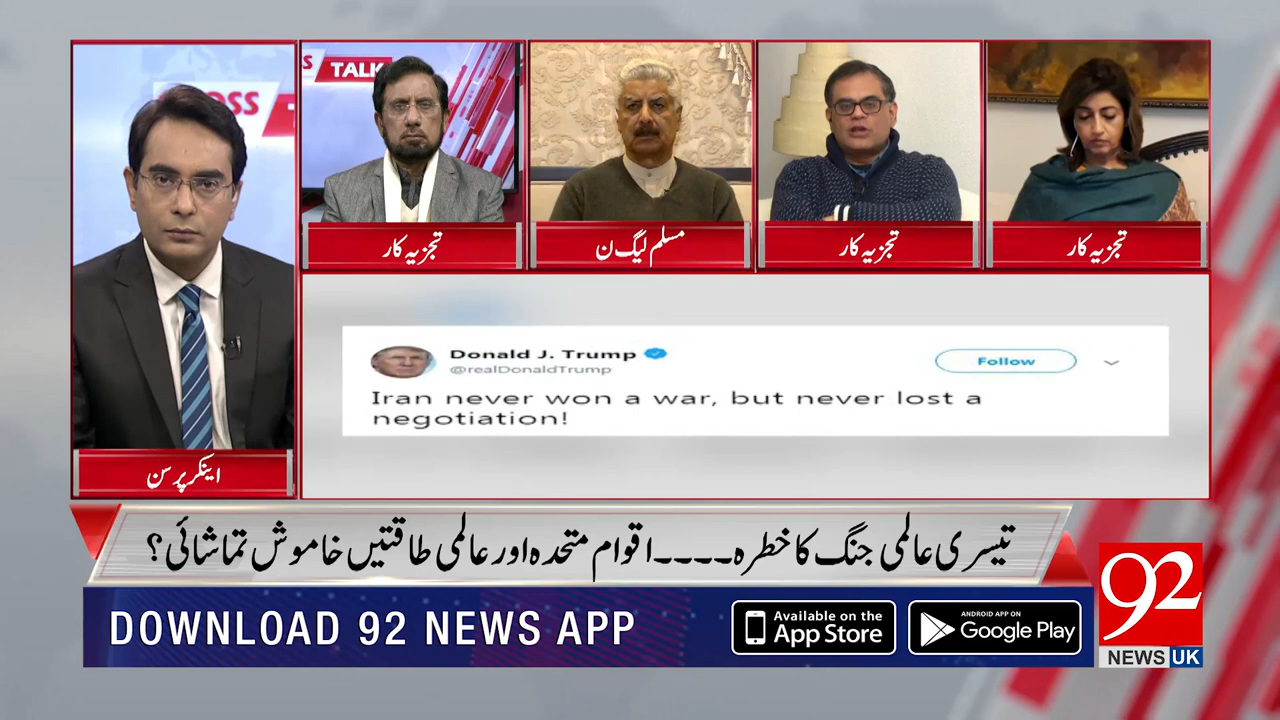 OSS
S
TALK
تجزیہ کار
مسلم لیگ ن
تجزیہ کار
تجزیہ کار
Donald J. Trump
@realDonaldTrump
Follow
Iran never won a war, but never lost a
negotiation!
اینکر پرسن
تیسری عالمی جنگ کا خطرہ۔۔۔۔اقوام متحدہ اور عالمی طاقتیں خاموش تماشائی؟
DOWNLOAD 92 NEWS APP
Available on the
App Store
ANDROID APP ON
Google Play
92
NEWS UK